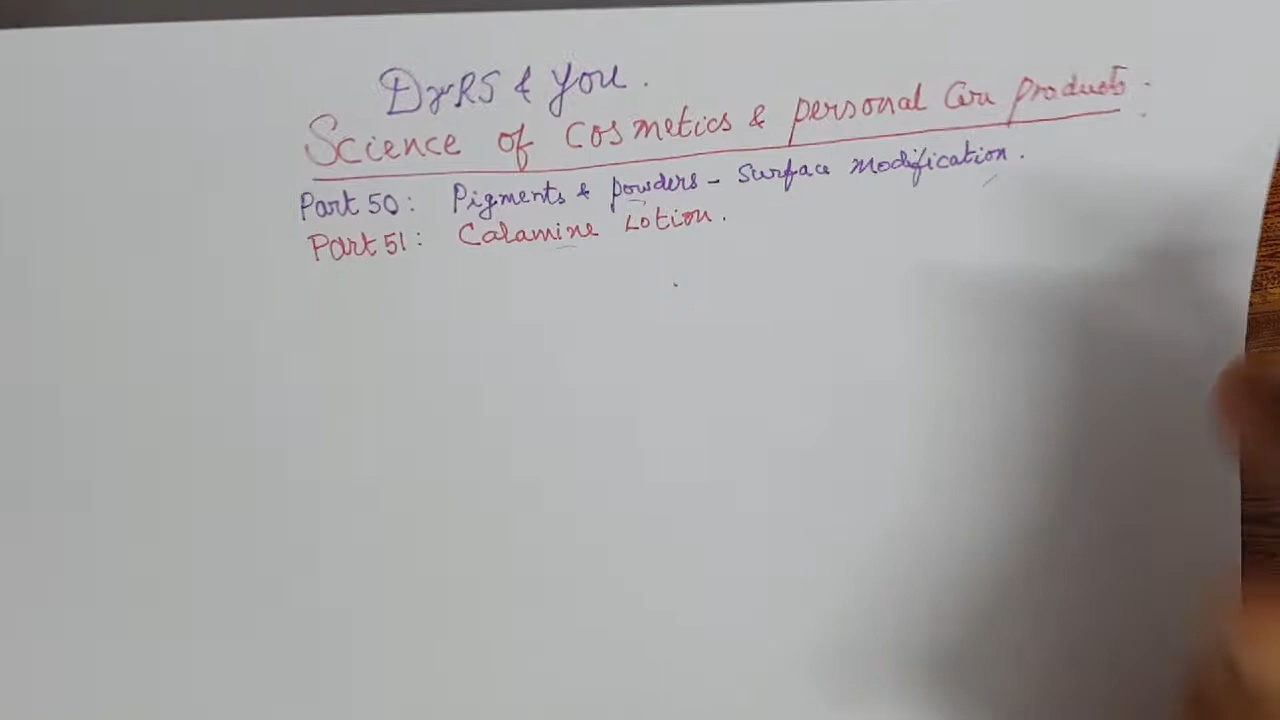 DrRS & You.
Science of Cosmetics & personal Care products.
Part 50: Pigments & powders - Surface Modification.
Part 51: Calamine Lotion.